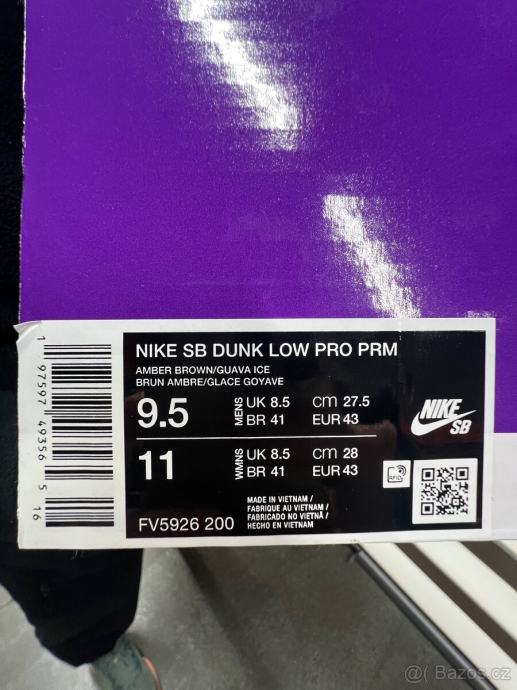 NIKE SB DUNK LOW PRO PRM
AMBER BROWN/GUAVA ICE
BRUN AMBRE/GLACE GOYAVE
9.5 MENS UK 8.5 cm 27.5
BR 41 EUR 43
11 WMNS UK 8.5 cm 28
BR 41 EUR 43
NIKE SB
RFID
FV5926 200
MADE IN VIETNAM /
FABRIQUE AU VIETNAM /
FABRICADO NO VIETNÃ /
HECHO EN VIETNAM
1 97597 49356 5 16
@ Bazos.cz